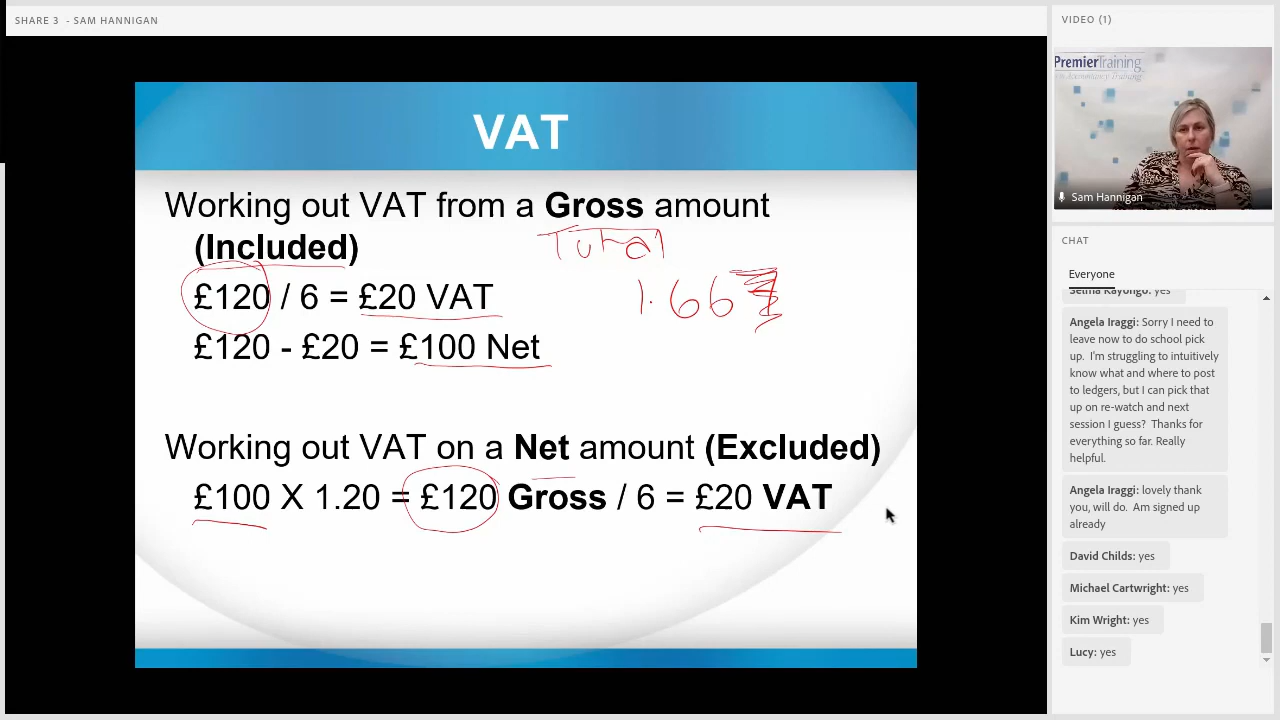 SHARE 3 - SAM HANNIGAN
VAT
Working out VAT from a Gross amount
(Included)
Total
£120 / 6 = £20 VAT
1.66
£120 - £20 = £100 Net
Working out VAT on a Net amount (Excluded)
£100 X 1.20 = £120 Gross / 6 = £20 VAT
VIDEO (1)
PremierTraining
Sam Hannigan
CHAT
Everyone
Selma Kayongo: yes
Angela Iraggi: Sorry I need to
leave now to do school pick
up. I'm struggling to intuitively
know what and where to post
to ledgers, but I can pick that
up on re-watch and next
session I guess? Thanks for
everything so far. Really
helpful.
Angela Iraggi: lovely thank
you, will do. Am signed up
already
David Childs: yes
Michael Cartwright: yes
Kim Wright: yes
Lucy: yes